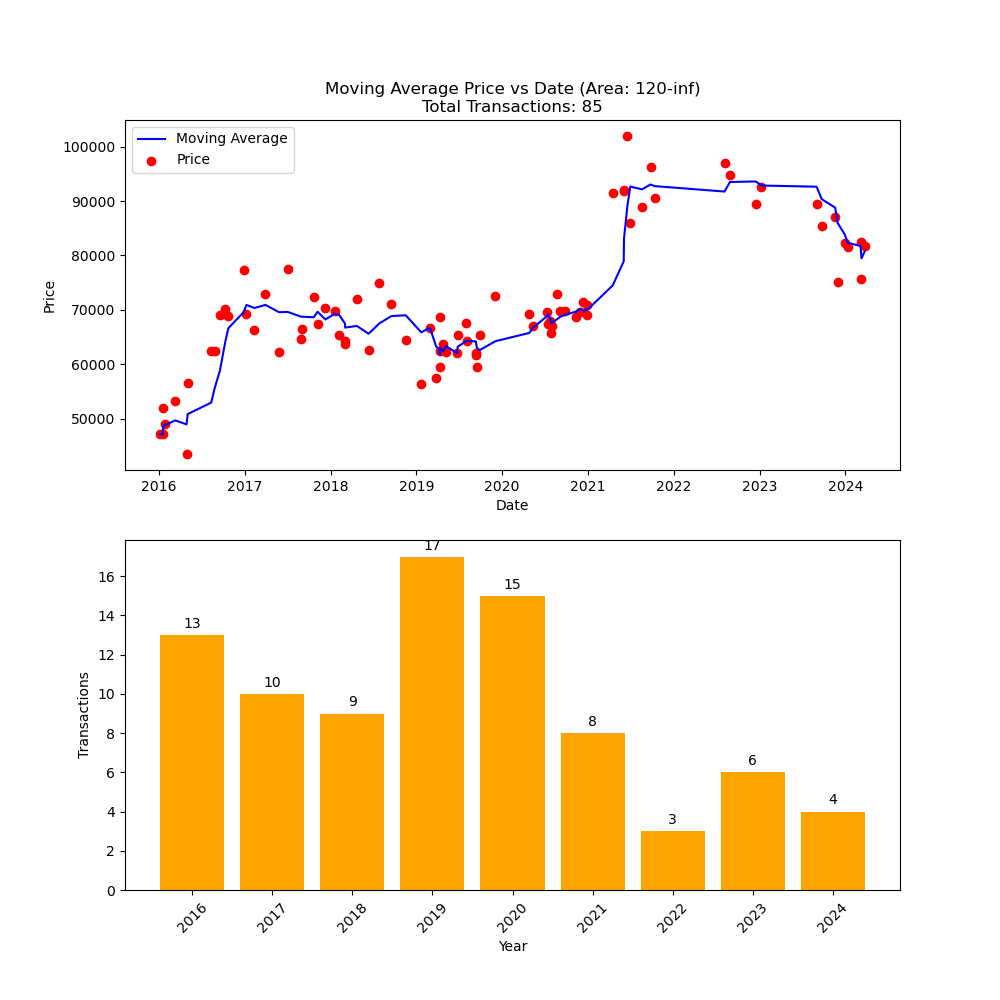 Moving Average Price vs Date (Area: 120-inf)
Total Transactions: 85
Moving Average
Price
100000
90000
80000
70000
60000
50000
Price
2016 2017 2018 2019 2020 2021 2022 2023 2024
Date
17
16
15
14
13
12
10
10
9
8
8
6
6
4
4
3
2
0
Transactions
2016 2017 2018 2019 2020 2021 2022 2023 2024
Year